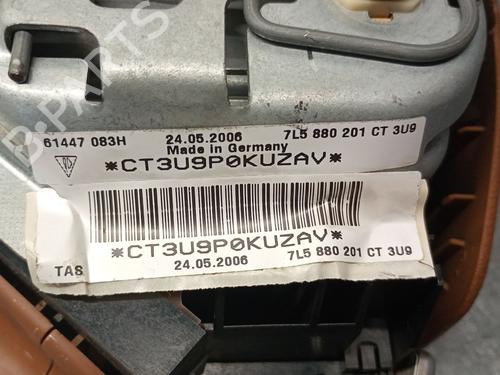 B-PARTS
61447 083H 24.05.2006 7L5 880 201 CT 3U9
Made in Germany
*CT3U9P0KUZAV*
*CT3U9P0KUZAV*
TAS 24.05.2006 7L5 880 201 CT 3U9